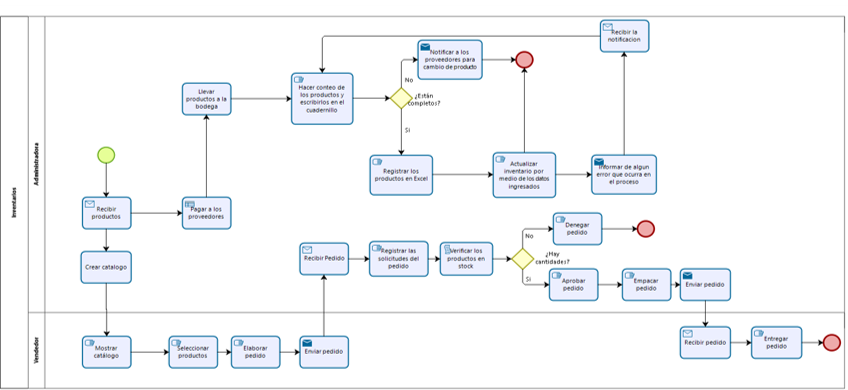 Inventarios
Administradora
Vendedor
Recibir la
notificacion
Notificar a los
proveedores para
cambio de producto
Llevar
productos a la
bodega
Hacer conteo de
los productos y
escribirlos en el
cuadernillo
No
¿Están
completos?
Si
Registrar los
productos en Excel
Actualizar
inventario por
medio de los datos
ingresados
Informar de algun
error que ocurra en
el proceso
Recibir
productos
Pagar a los
proveedores
Crear catalogo
Recibir Pedido
Registrar las
solicitudes del
pedido
Verificar los
productos en
stock
No
¿Hay
cantidades?
Si
Denegar
pedido
Aprobar
pedido
Empacar
pedido
Enviar pedido
Mostrar
catálogo
Seleccionar
productos
Elaborar
pedido
Enviar pedido
Recibir pedido
Entregar
pedido